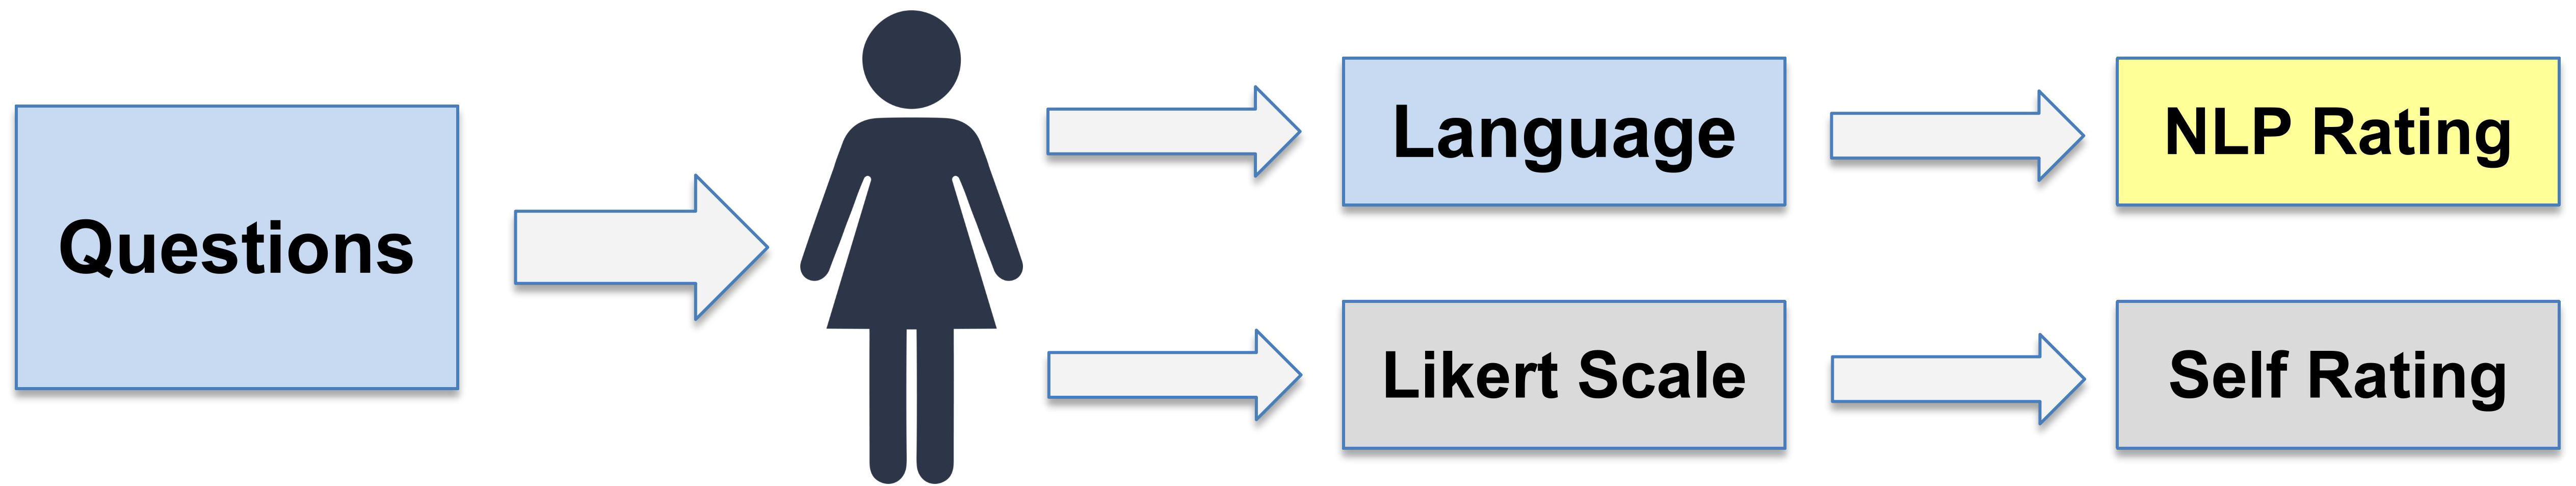 Questions
Language
NLP Rating
Likert Scale
Self Rating